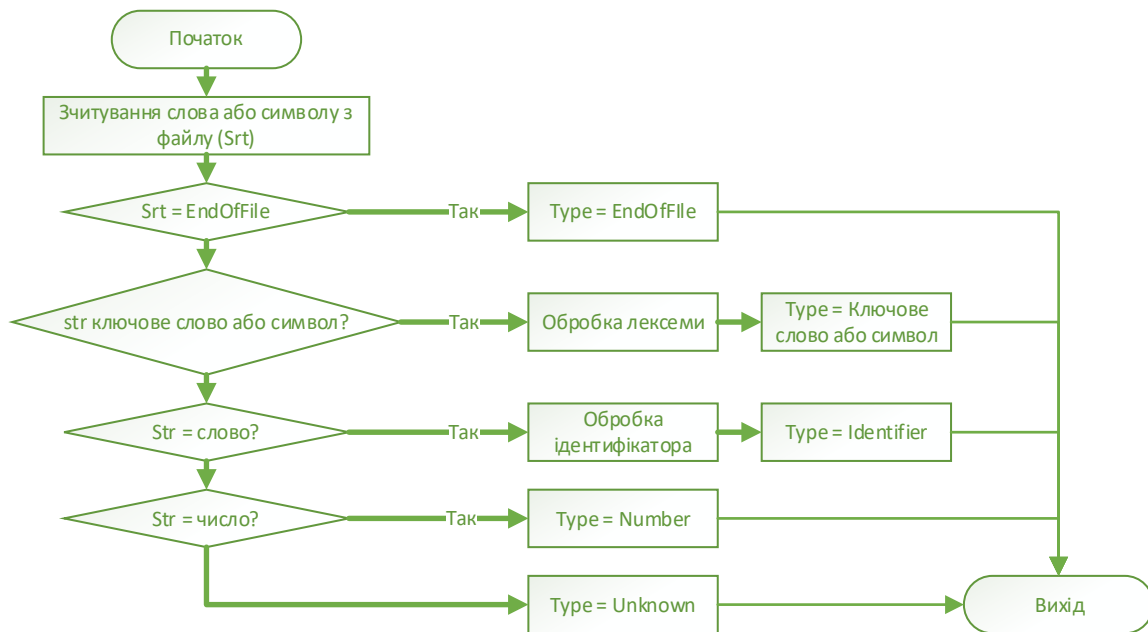 Початок
Зчитування слова або символу з
файлу (Srt)
Srt = EndOfFile
Так
Type = EndOfFIle
str ключове слово або символ?
Так
Обробка лексеми
Type = Ключове
слово або символ
Str = слово?
Так
Обробка
ідентифікатора
Type = Identifier
Str = число?
Так
Type = Number
Type = Unknown
Вихід